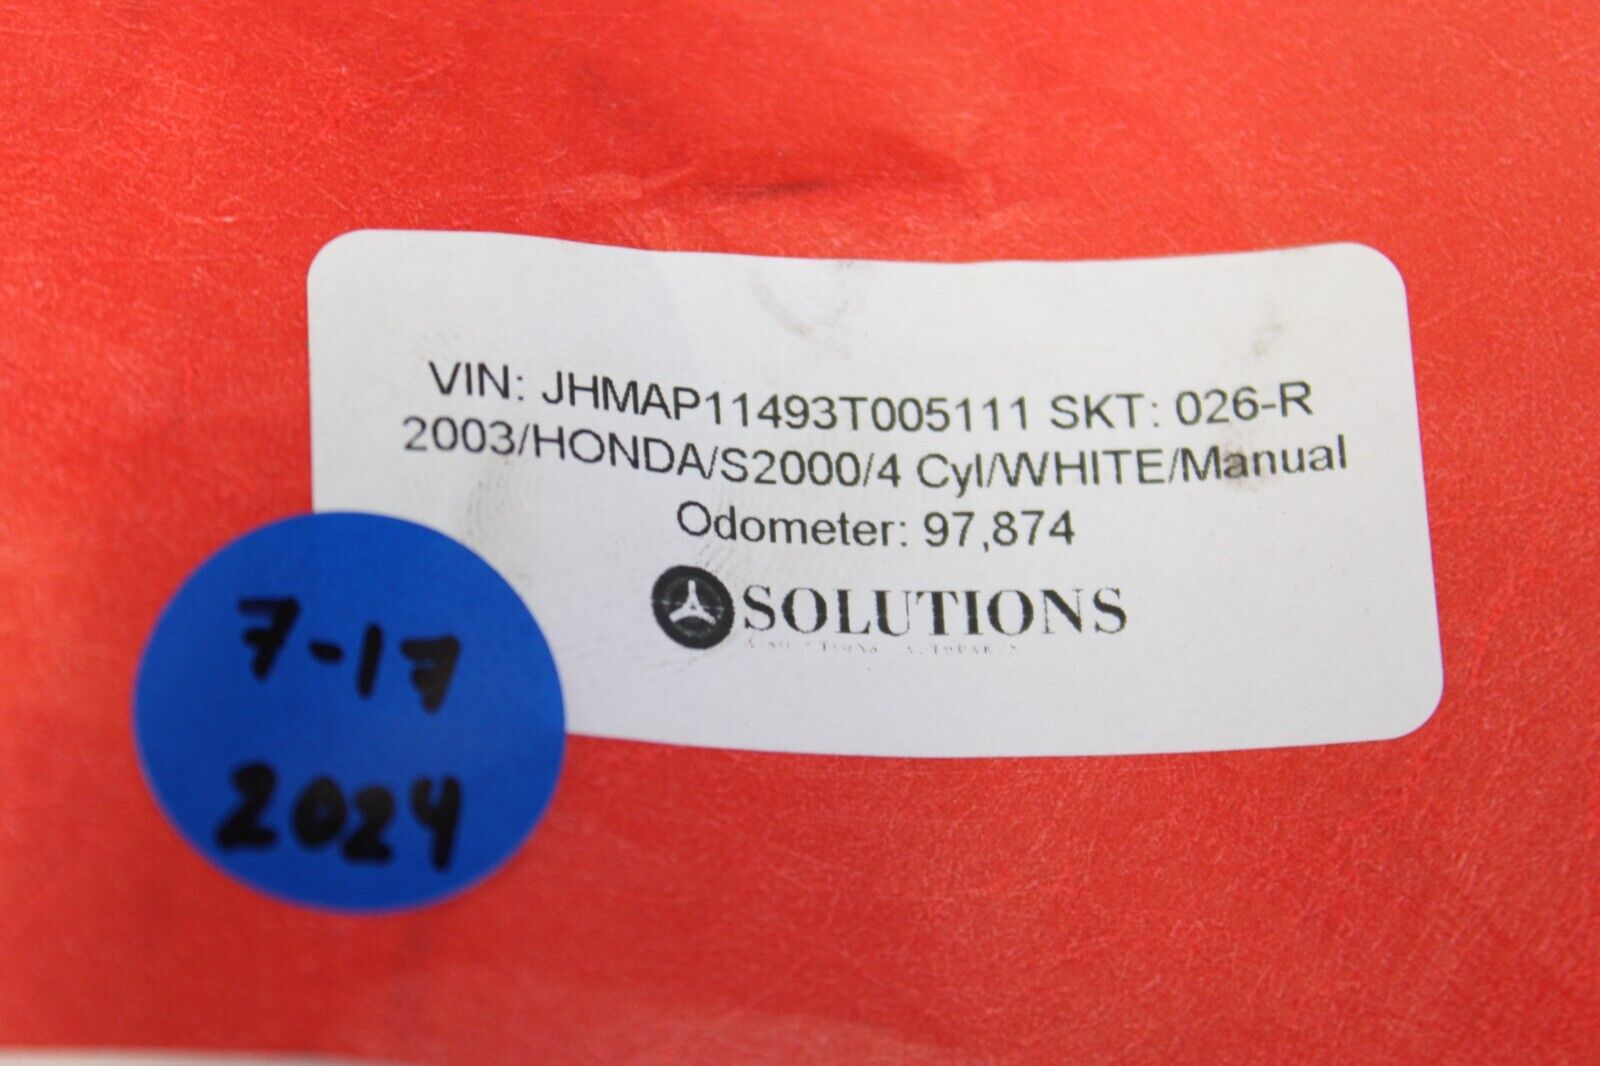 VIN: JHMAP11493T005111 SKT: 026-R
2003/HONDA/S2000/4 Cyl/WHITE/Manual
Odometer: 97,874
SOLUTIONS
7-17
2024